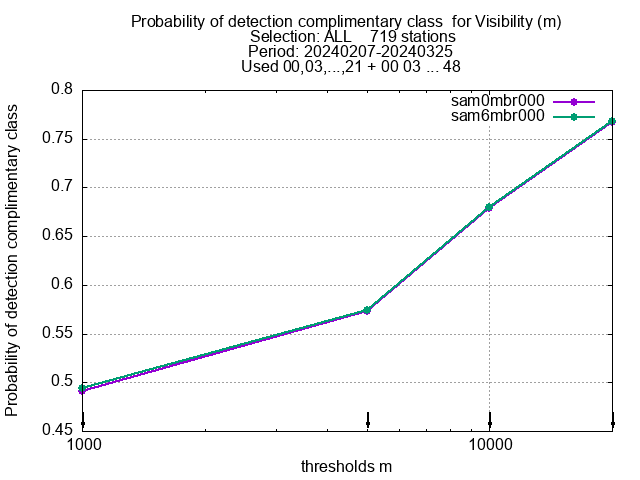 Probability of detection complimentary class  for Visibility (m)
Selection: ALL    719 stations
Period: 20240207-20240325
Used 00,03,...,21 + 00 03 ... 48
sam0mbr000
sam6mbr000
Probability of detection complimentary class
0.8
0.75
0.7
0.65
0.6
0.55
0.5
0.45
1000
10000
thresholds m